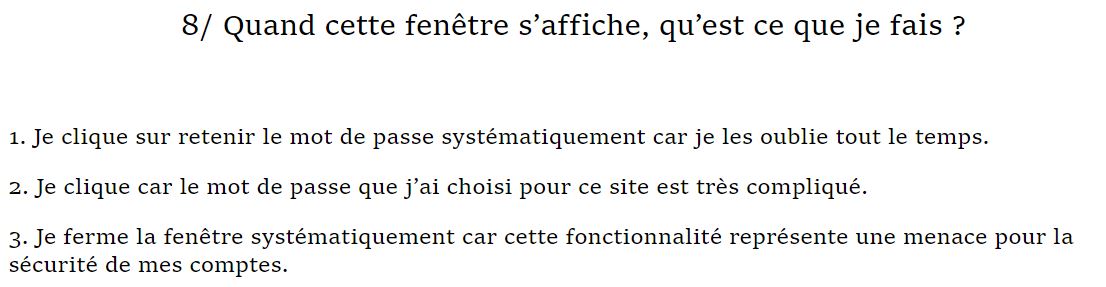 8/ Quand cette fenêtre s’affiche, qu’est ce que je fais ?
1. Je clique sur retenir le mot de passe systématiquement car je les oublie tout le temps.
2. Je clique car le mot de passe que j’ai choisi pour ce site est très compliqué.
3. Je ferme la fenêtre systématiquement car cette fonctionnalité représente une menace pour la
sécurité de mes comptes.